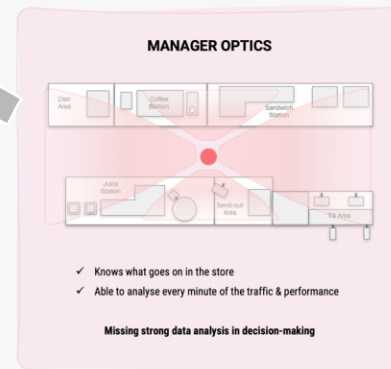 MANAGER OPTICS
Dish
Area
Coffee
Station
Sandwich
Station
Juice
Station
Send-out
Area
Till Area
✓ Knows what goes on in the store
✓ Able to analyse every minute of the traffic & performance
Missing strong data analysis in decision-making